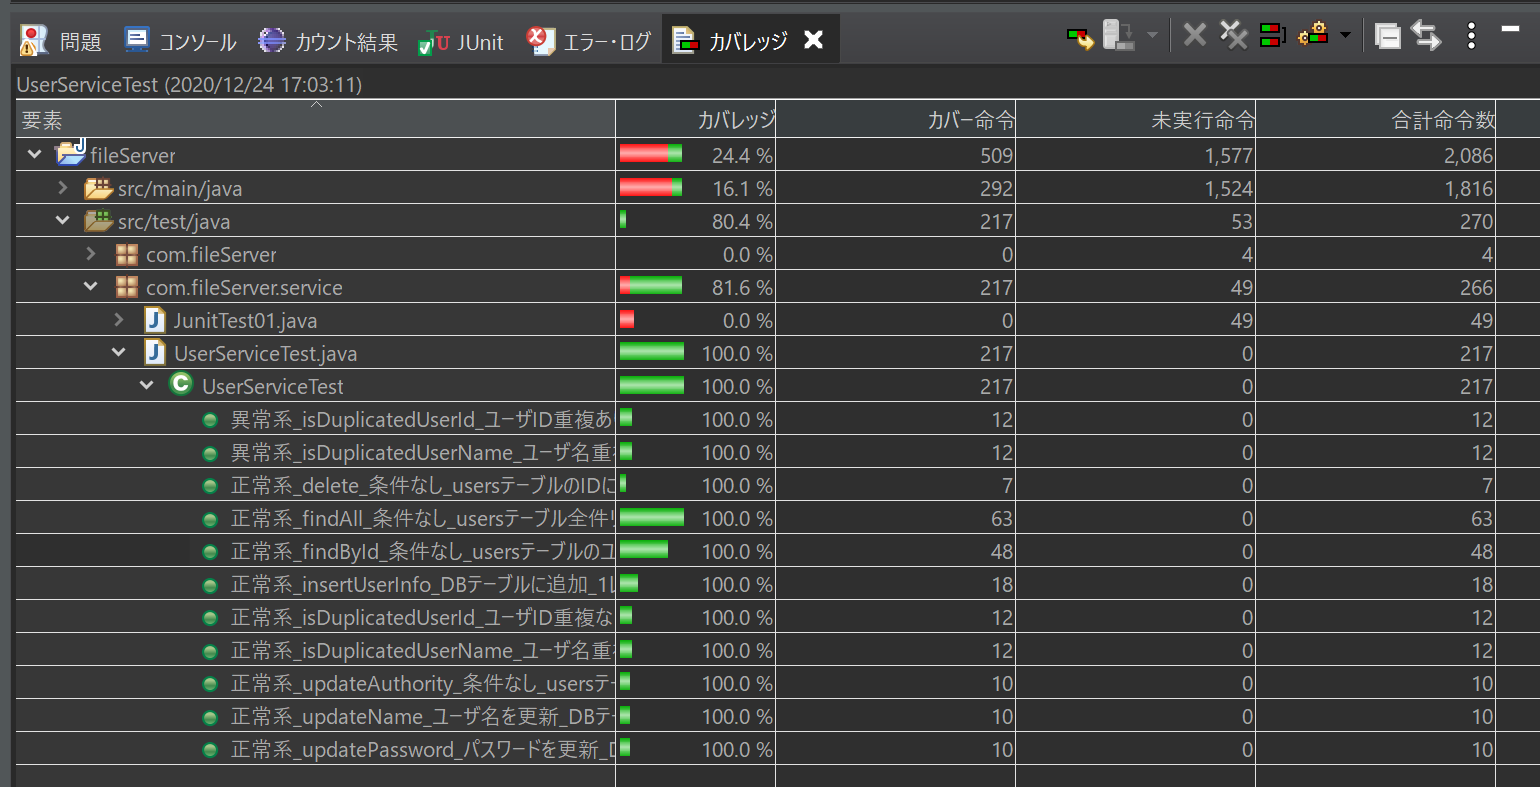 問題 コンソール カウント結果 JUnit エラー・ログ カバレッジ
UserServiceTest (2020/12/24 17:03:11)
要素 カバレッジ カバー命令 未実行命令 合計命令数
fileServer 24.4 % 509 1,577 2,086
src/main/java 16.1 % 292 1,524 1,816
src/test/java 80.4 % 217 53 270
com.fileServer 0.0 % 0 4 4
com.fileServer.service 81.6 % 217 49 266
JunitTest01.java 0.0 % 0 49 49
UserServiceTest.java 100.0 % 217 0 217
UserServiceTest 100.0 % 217 0 217
異常系_isDuplicatedUserId_ユーザID重複あ 100.0 % 12 0 12
異常系_isDuplicatedUserName_ユーザ名重 100.0 % 12 0 12
正常系_delete_条件なし_usersテーブルのIDに 100.0 % 7 0 7
正常系_findAll_条件なし_usersテーブル全件 100.0 % 63 0 63
正常系_findById_条件なし_usersテーブルのユ 100.0 % 48 0 48
正常系_insertUserInfo_DBテーブルに追加_1 100.0 % 18 0 18
正常系_isDuplicatedUserId_ユーザID重複な 100.0 % 12 0 12
正常系_isDuplicatedUserName_ユーザ名重 100.0 % 12 0 12
正常系_updateAuthority_条件なし_usersテ 100.0 % 10 0 10
正常系_updateName_ユーザ名を更新_DBテ 100.0 % 10 0 10
正常系_updatePassword_パスワードを更新_ 100.0 % 10 0 10